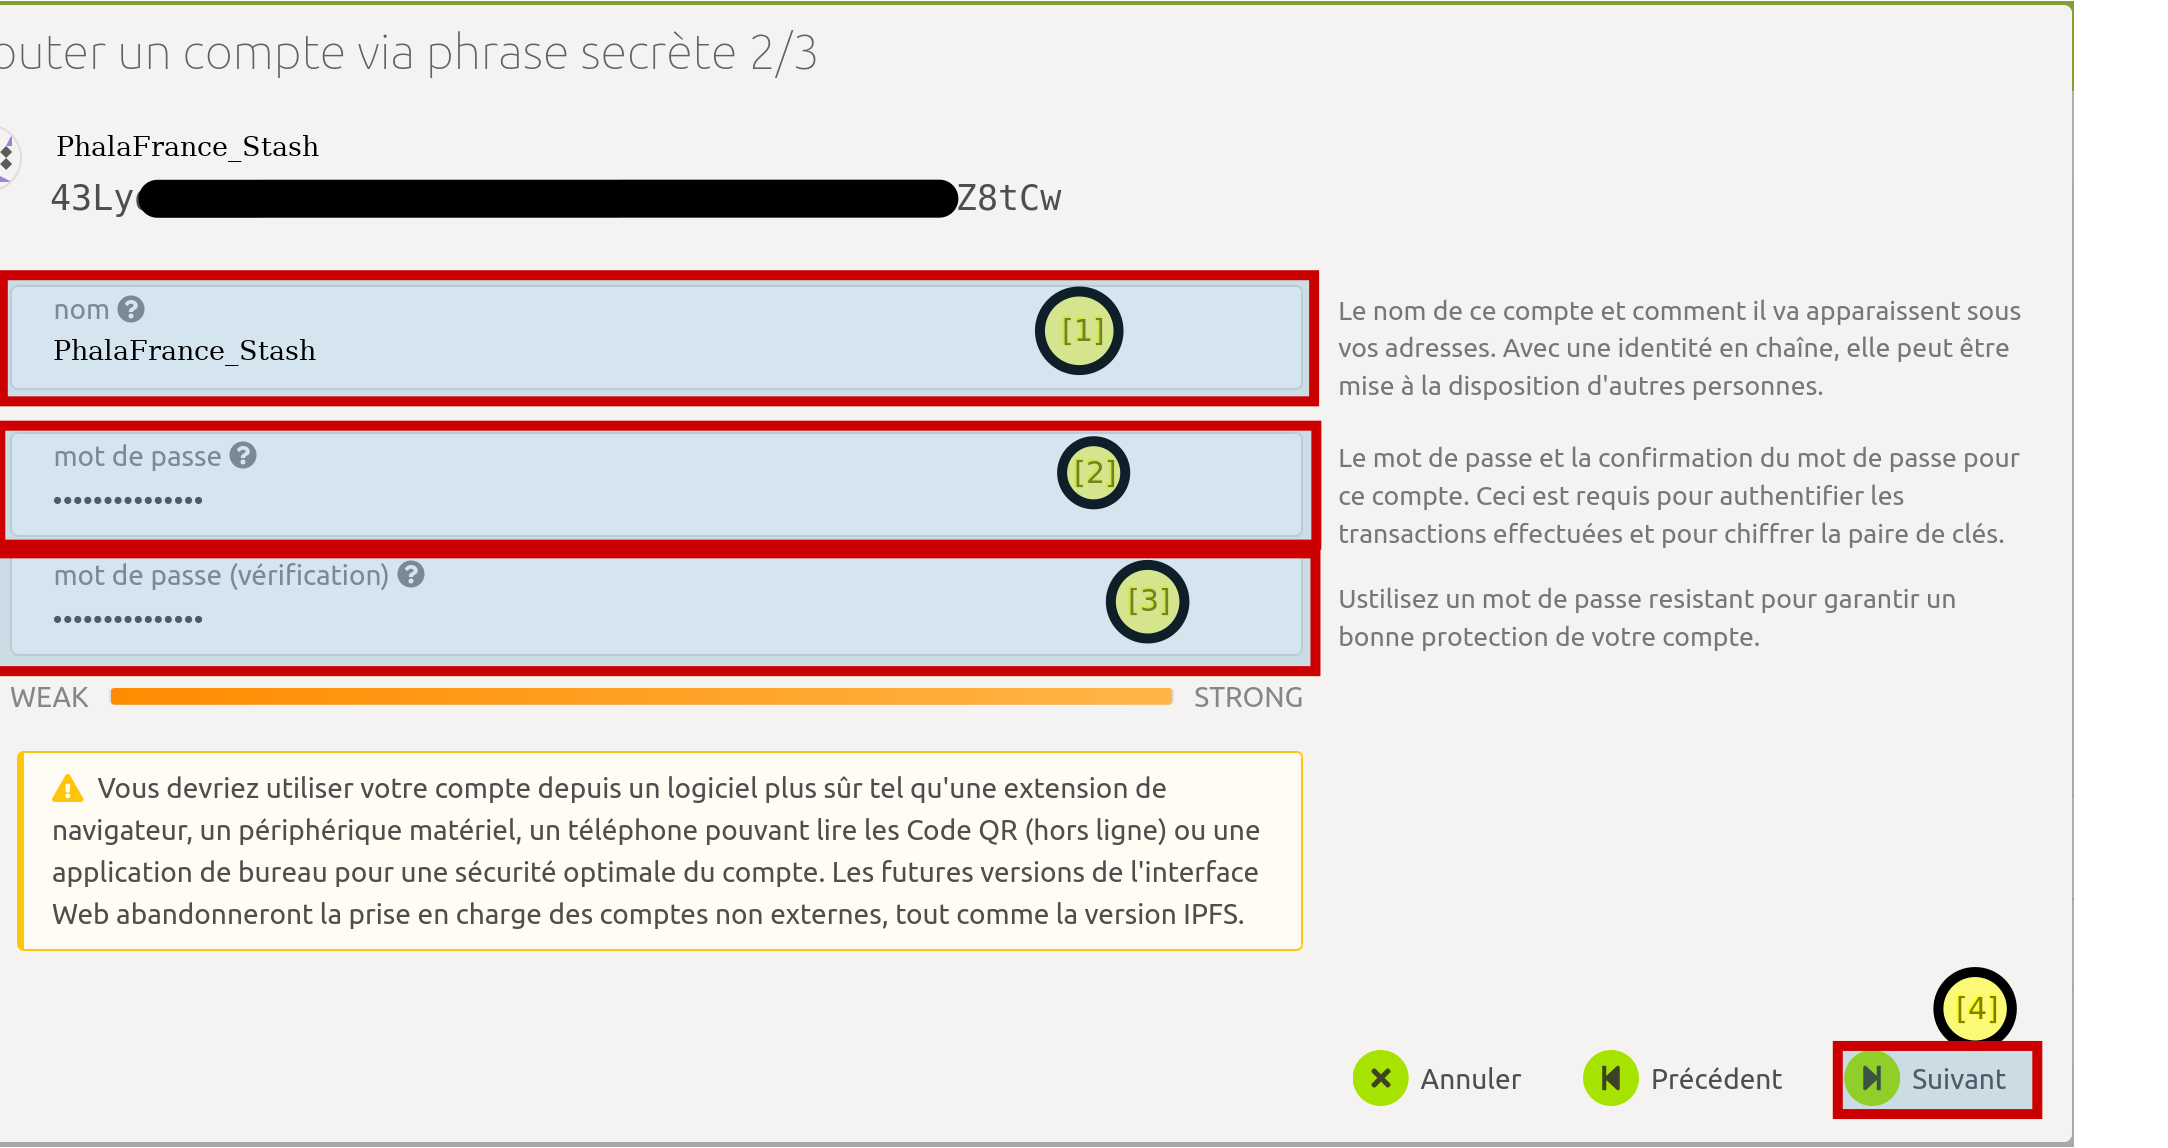 outer un compte via phrase secrète 2/3
PhalaFrance_Stash
43Ly
Z8tCw
nom
PhalaFrance_Stash
[1]
Le nom de ce compte et comment il va apparaissent sous
vos adresses. Avec une identité en chaîne, elle peut être
mise à la disposition d'autres personnes.
mot de passe
•••••••••••••••
[2]
Le mot de passe et la confirmation du mot de passe pour
ce compte. Ceci est requis pour authentifier les
transactions effectuées et pour chiffrer la paire de clés.
mot de passe (vérification)
•••••••••••••••
[3]
Ustilisez un mot de passe resistant pour garantir un
bonne protection de votre compte.
WEAK
STRONG
Vous devriez utiliser votre compte depuis un logiciel plus sûr tel qu'une extension de
navigateur, un périphérique matériel, un téléphone pouvant lire les Code QR (hors ligne) ou une
application de bureau pour une sécurité optimale du compte. Les futures versions de l'interface
Web abandonneront la prise en charge des comptes non externes, tout comme la version IPFS.
[4]
Annuler
Précédent
Suivant